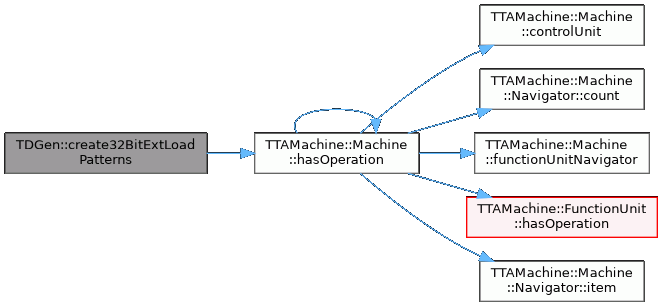 TDGen::create32BitExtLoad
Patterns
TTAMachine::Machine
::hasOperation
TTAMachine::Machine
::controlUnit
TTAMachine::Machine
::Navigator::count
TTAMachine::Machine
::functionUnitNavigator
TTAMachine::FunctionUnit
::hasOperation
TTAMachine::Machine
::Navigator::item